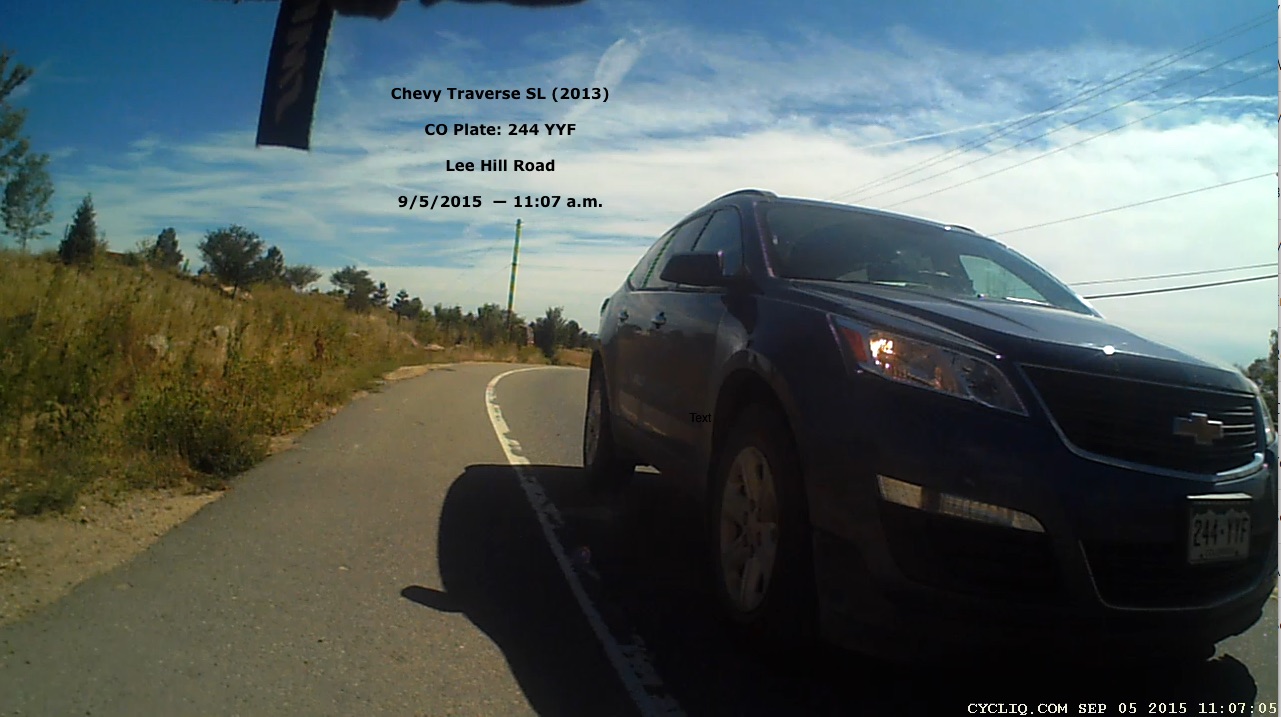 Chevy Traverse SL (2013)
CO Plate: 244 YYF
Lee Hill Road
9/5/2015 — 11:07 a.m.
Text
244-YYF
CYCLIQ.COM SEP 05 2015 11:07:05